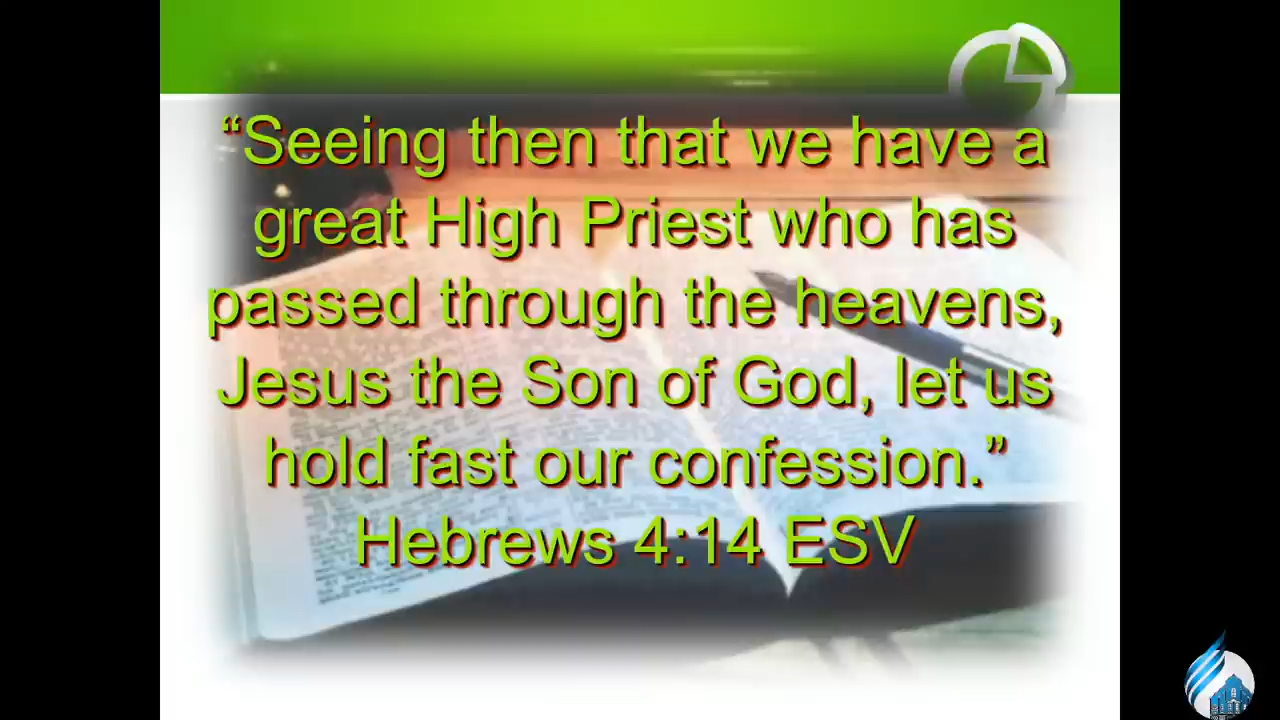 “Seeing then that we have a
great High Priest who has
passed through the heavens,
Jesus the Son of God, let us
hold fast our confession.”
Hebrews 4:14 ESV